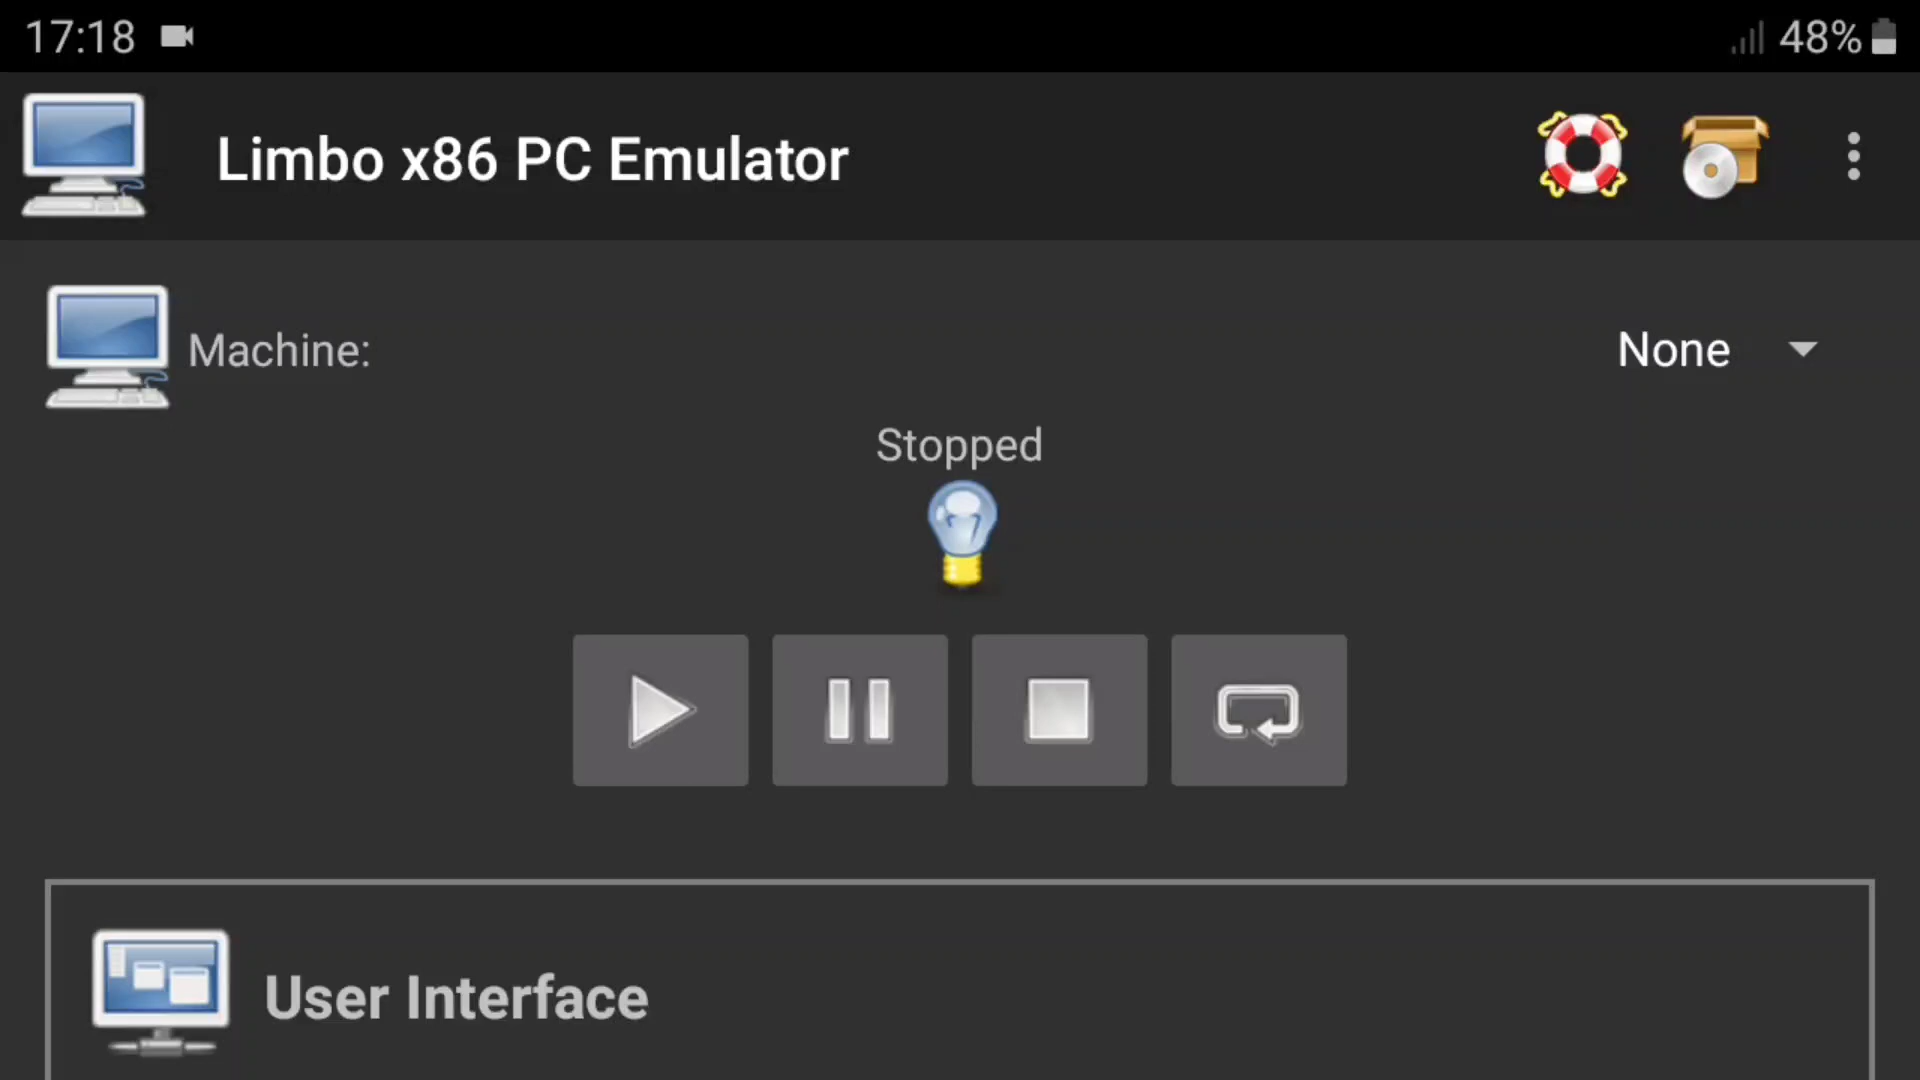 17:18
48%
Limbo x86 PC Emulator
Machine:
None
Stopped
User Interface